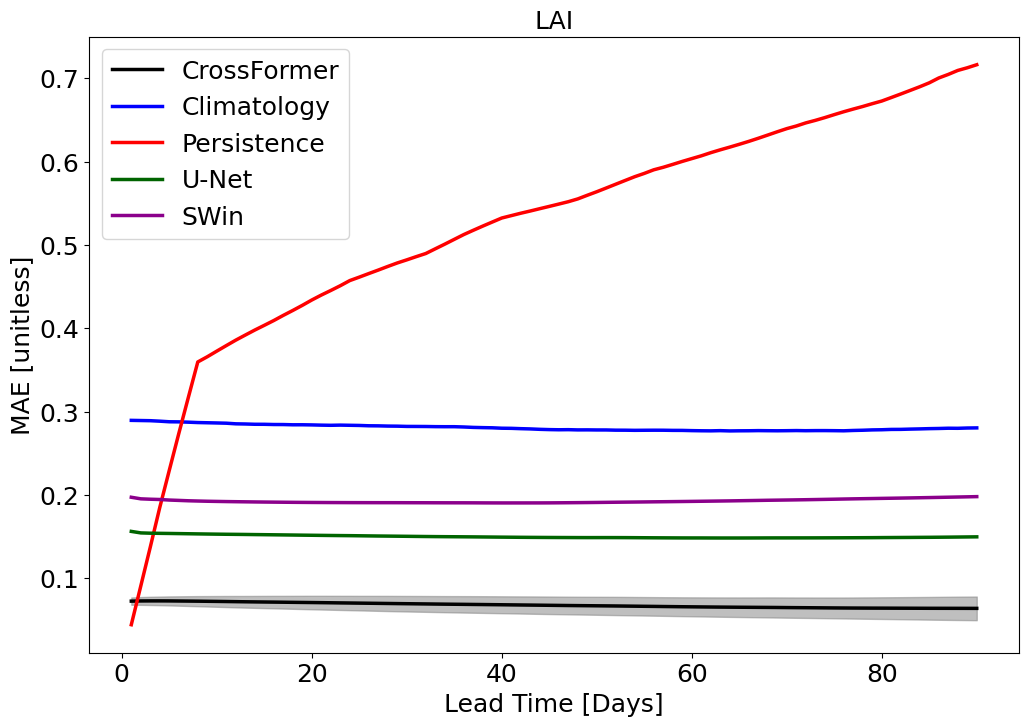 LAI
CrossFormer
Climatology
Persistence
U-Net
SWin
MAE [unitless]
0.7
0.6
0.5
0.4
0.3
0.2
0.1
0 20 40 60 80
Lead Time [Days]